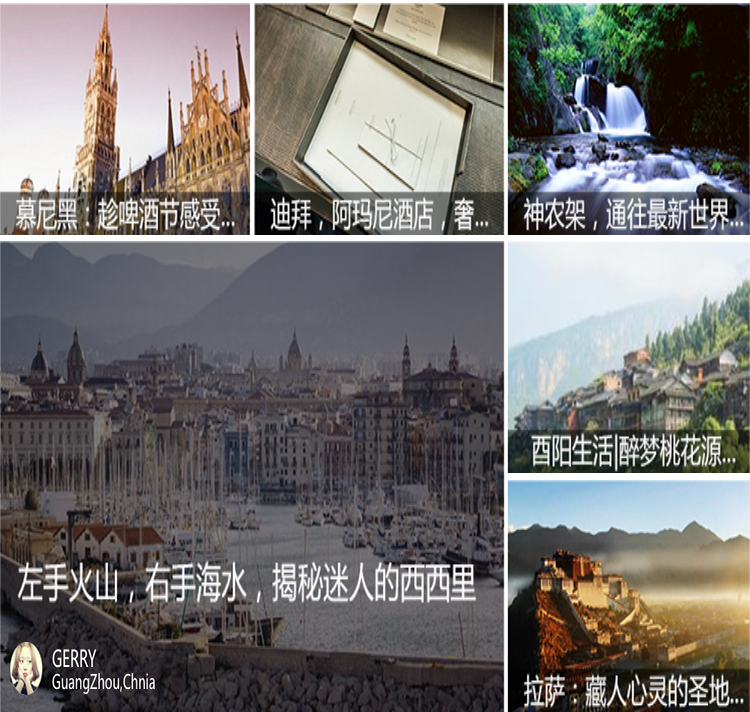 慕尼黑：趁啤酒节感受...
迪拜，阿玛尼酒店，奢...
神农架，通往最新世界...
酉阳生活|醉梦桃花源...
左手火山，右手海水，揭秘迷人的西西里
GERRY
GuangZhou,Chnia
拉萨：藏人心灵的圣地...